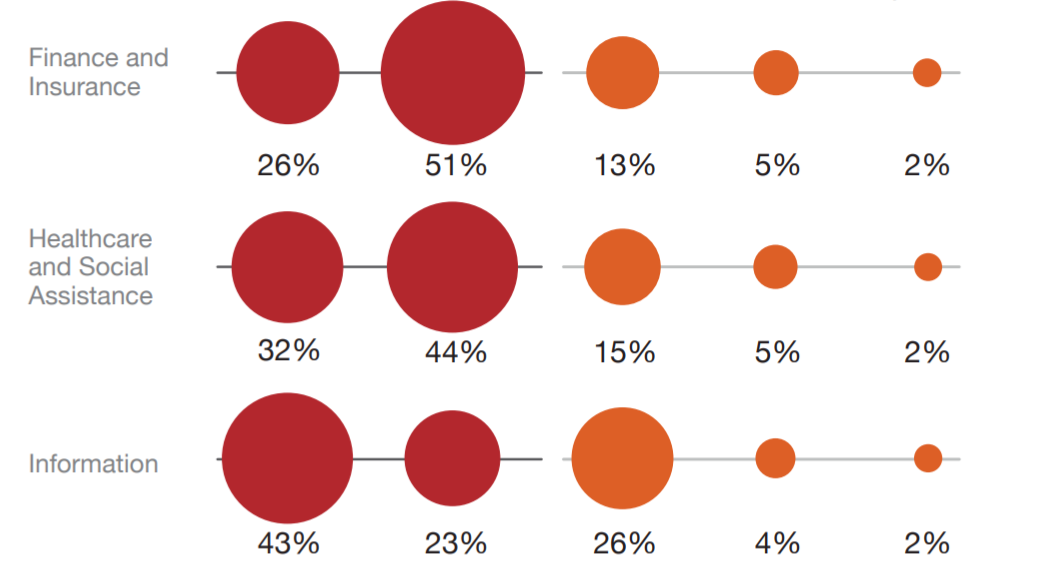 Finance and
Insurance
26% 51% 13% 5% 2%
Healthcare
and Social
Assistance
32% 44% 15% 5% 2%
Information
43% 23% 26% 4% 2%